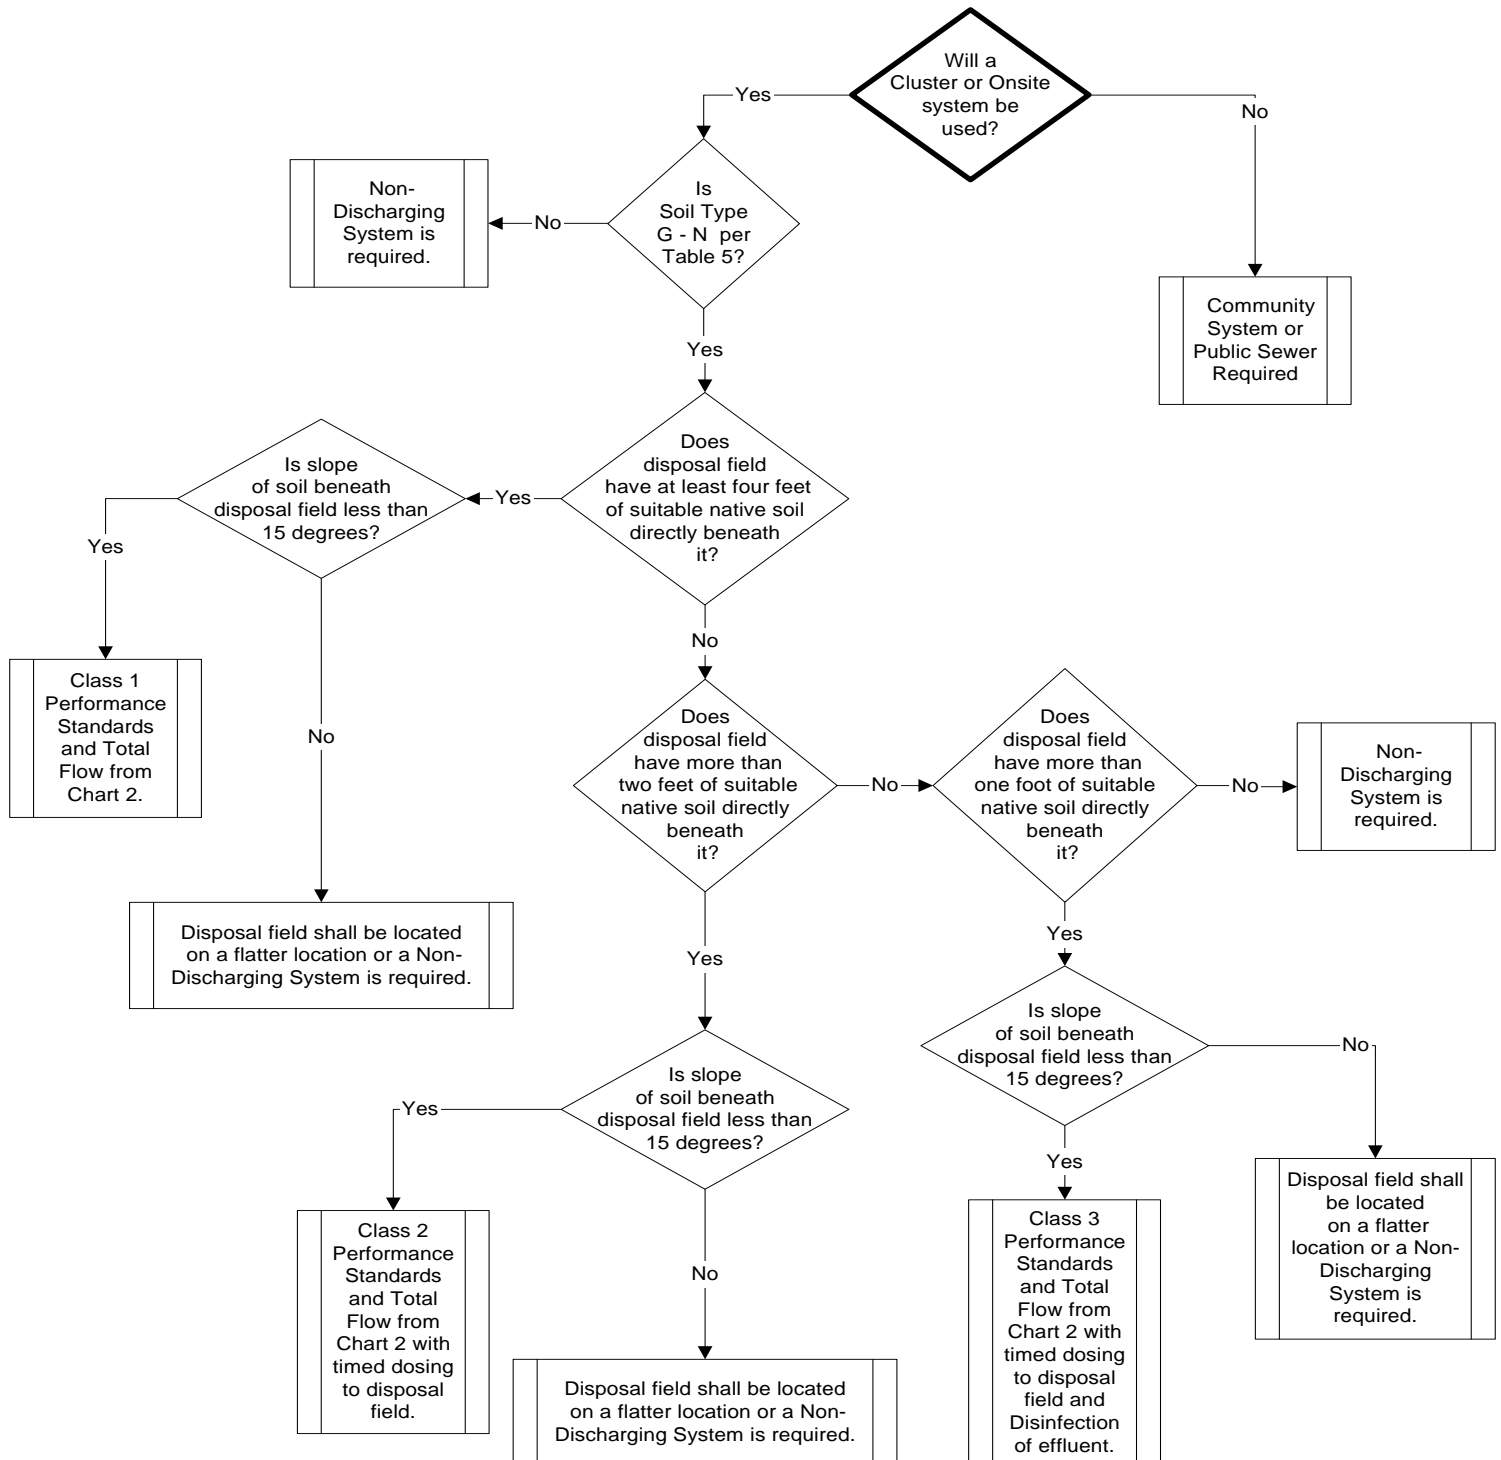 Will a
Cluster or Onsite
system be
used?
Yes
No
Is
Soil Type
G - N per
Table 5?
No
Non-
Discharging
System is
required.
Community
System or
Public Sewer
Required
Yes
Does
disposal field
have at least four feet
of suitable native soil
directly beneath
it?
Yes
Is slope
of soil beneath
disposal field less than
15 degrees?
Yes
Class 1
Performance
Standards
and Total
Flow from
Chart 2.
No
Disposal field shall be located
on a flatter location or a Non-
Discharging System is required.
No
Does
disposal field
have more than
two feet of suitable
native soil directly
beneath
it?
No
Does
disposal field
have more than
one foot of suitable
native soil directly
beneath
it?
No
Non-
Discharging
System is
required.
Yes
Is slope
of soil beneath
disposal field less than
15 degrees?
Yes
Class 2
Performance
Standards
and Total
Flow from
Chart 2 with
timed dosing
to disposal
field.
No
Disposal field shall be located
on a flatter location or a Non-
Discharging System is required.
Yes
Is slope
of soil beneath
disposal field less than
15 degrees?
No
Disposal field shall
be located
on a flatter
location or a Non-
Discharging
System is
required.
Yes
Class 3
Performance
Standards
and Total
Flow from
Chart 2 with
timed dosing
to disposal
field and
Disinfection
of effluent.